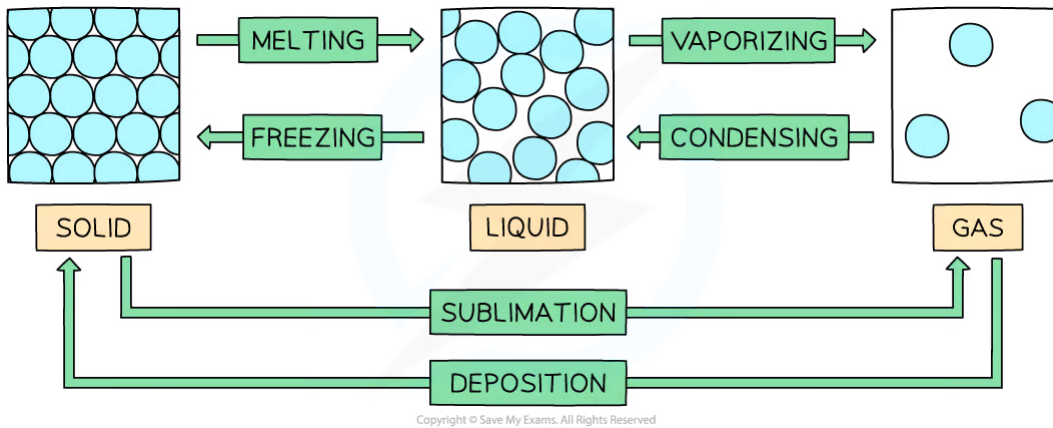 MELTING
VAPORIZING
FREEZING
CONDENSING
SOLID
LIQUID
GAS
SUBLIMATION
DEPOSITION
Copyright © Save My Exams. All Rights Reserved